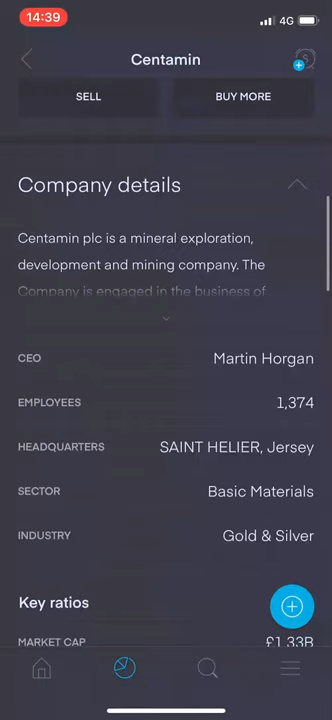 14:39
4G
Centamin
SELL
BUY MORE
Company details
Centamin plc is a mineral exploration,
development and mining company. The
Company is engaged in the business of
CEO
Martin Horgan
EMPLOYEES
1,374
HEADQUARTERS
SAINT HELIER, Jersey
SECTOR
Basic Materials
INDUSTRY
Gold & Silver
Key ratios
MARKET CAP
£1.33B